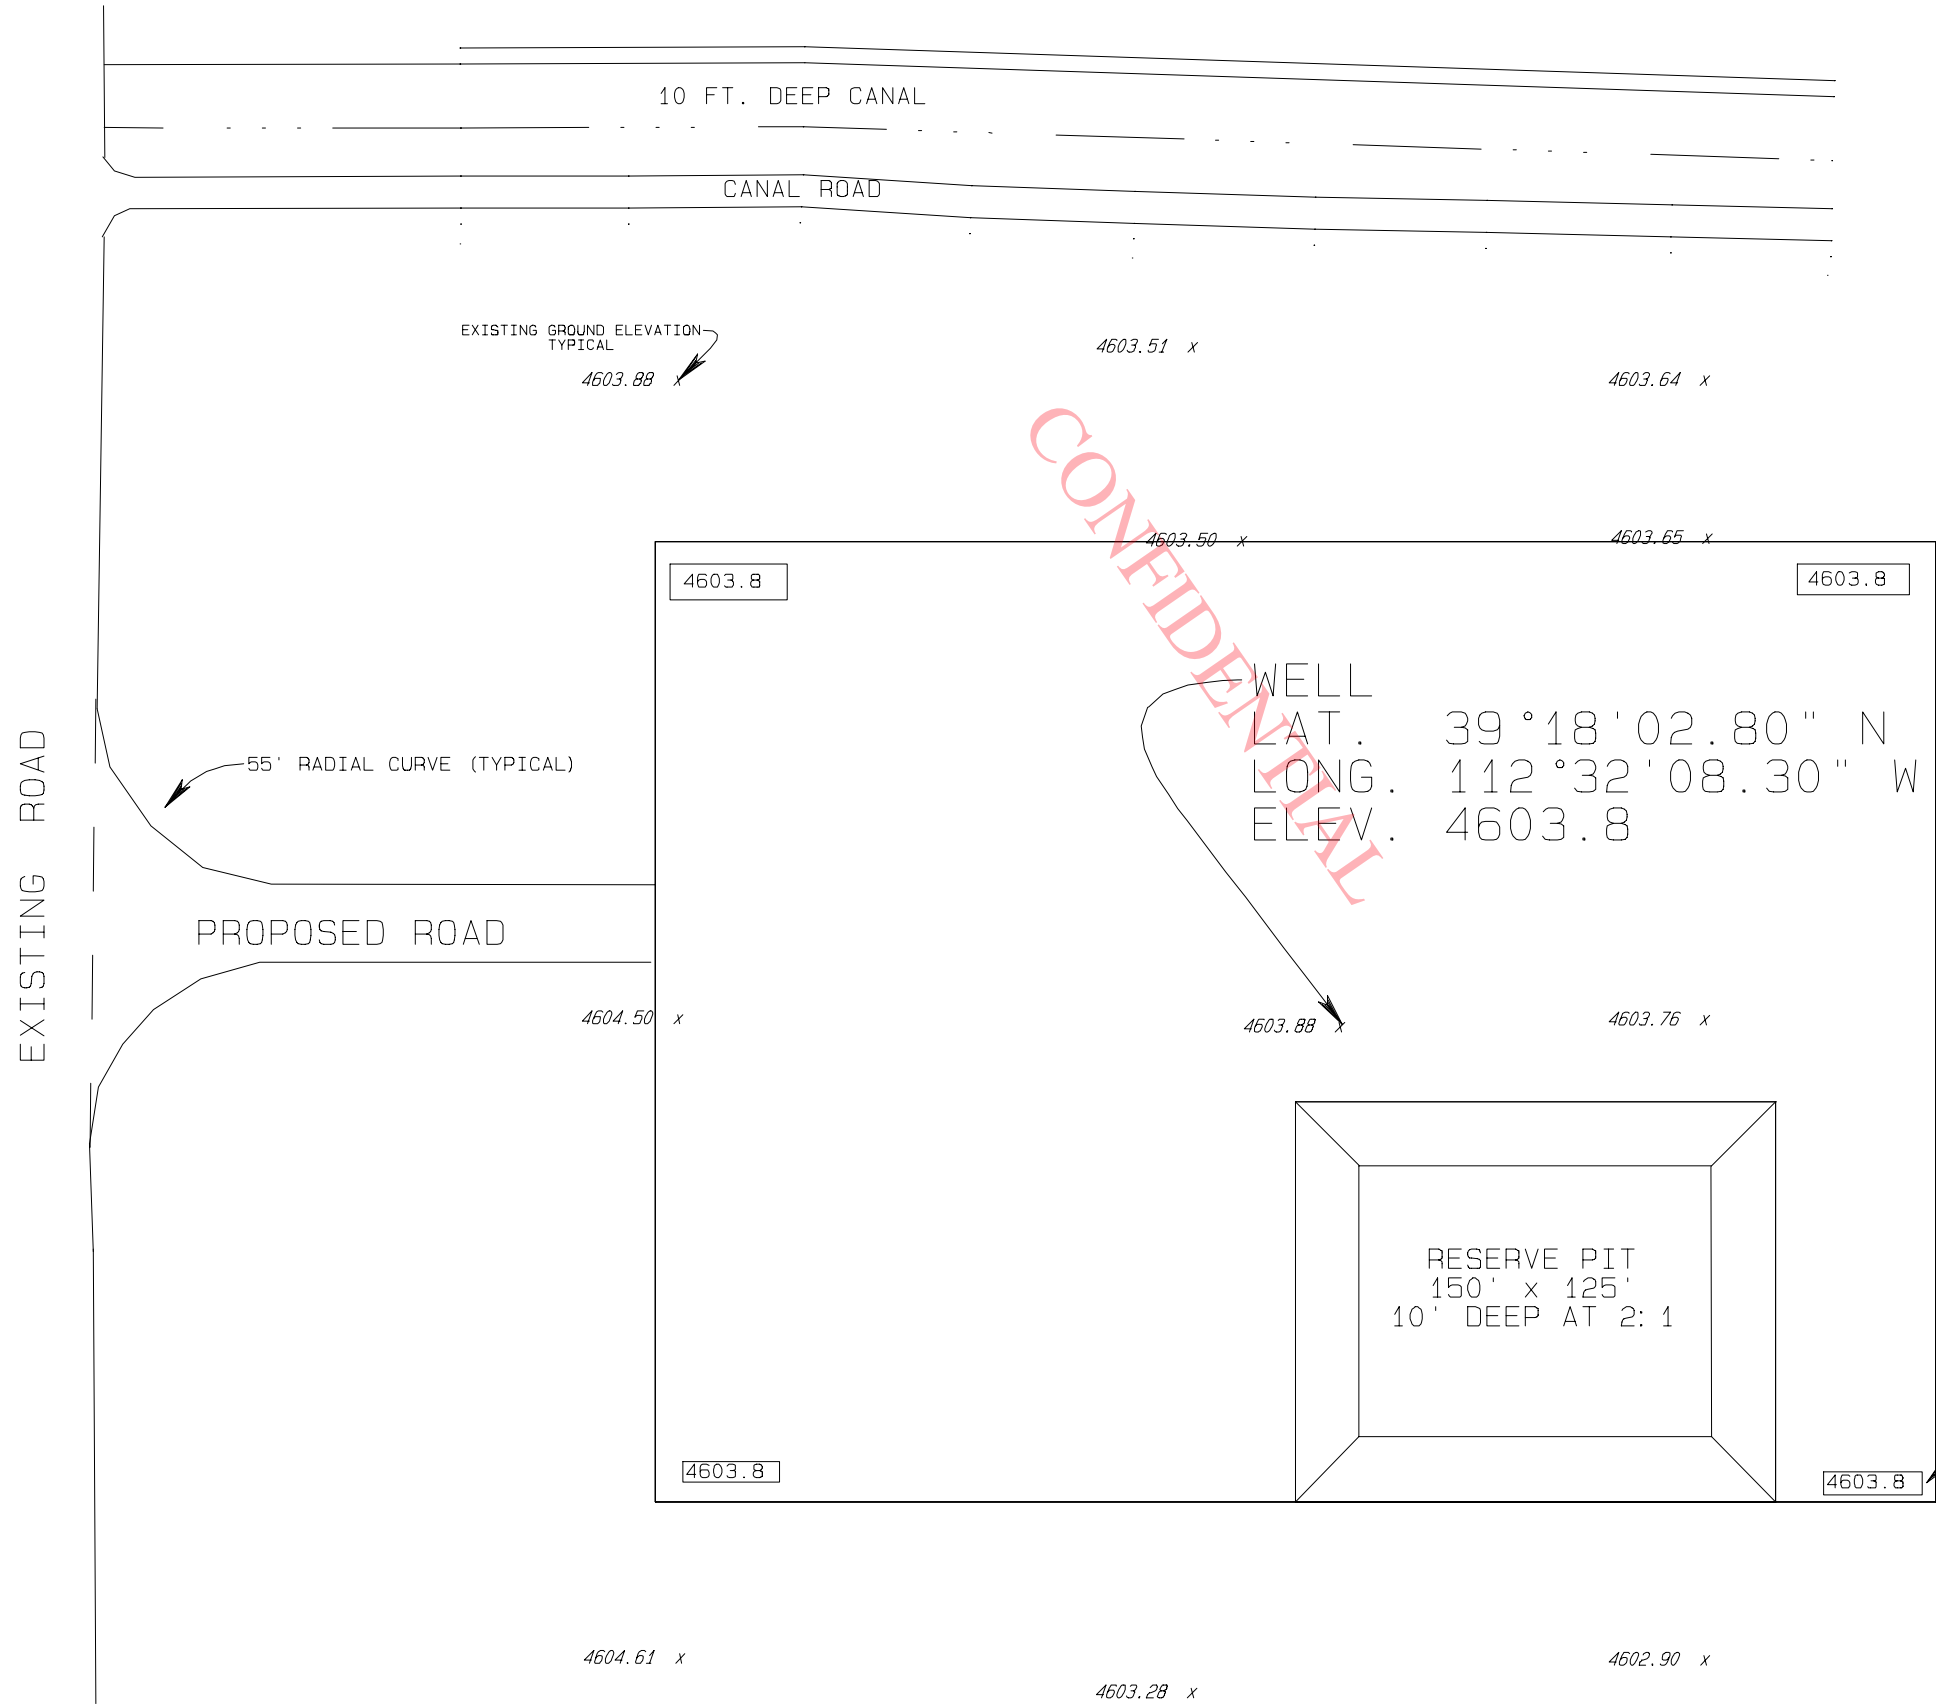 10 FT. DEEP CANAL
CANAL ROAD
EXISTING GROUND ELEVATION
TYPICAL
4603.88 x
4603.51 x
4603.64 x
CONFIDENTIAL
4603.50 x
4603.65 x
4603.8
4603.8
WELL
LAT. 39°18'02.80" N
LONG. 112°32'08.30" W
ELEV. 4603.8
55' RADIAL CURVE (TYPICAL)
EXISTING ROAD
PROPOSED ROAD
4604.50 x
4603.88 x
4603.76 x
RESERVE PIT
150' x 125'
10' DEEP AT 2:1
4603.8
4603.8
4604.61 x
4603.28 x
4602.90 x